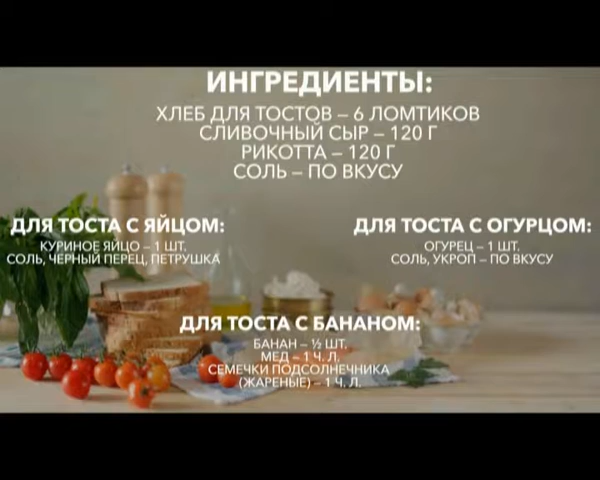 ИНГРЕДИЕНТЫ:
ХЛЕБ ДЛЯ ТОСТОВ – 6 ЛОМТИКОВ
СЛИВОЧНЫЙ СЫР – 120 Г
РИКОТТА – 120 Г
СОЛЬ – ПО ВКУСУ
ДЛЯ ТОСТА С ЯЙЦОМ:
КУРИНОЕ ЯЙЦО – 1 ШТ.
СОЛЬ, ЧЕРНЫЙ ПЕРЕЦ, ПЕТРУШКА
ДЛЯ ТОСТА С ОГУРЦОМ:
ОГУРЕЦ – 1 ШТ.
СОЛЬ, УКРОП – ПО ВКУСУ
ДЛЯ ТОСТА С БАНАНОМ:
БАНАН – ½ ШТ.
МЕД – 1 Ч. Л.
СЕМЕЧКИ ПОДСОЛНЕЧНИКА
(ЖАРЕНЫЕ) – 1 Ч. Л.